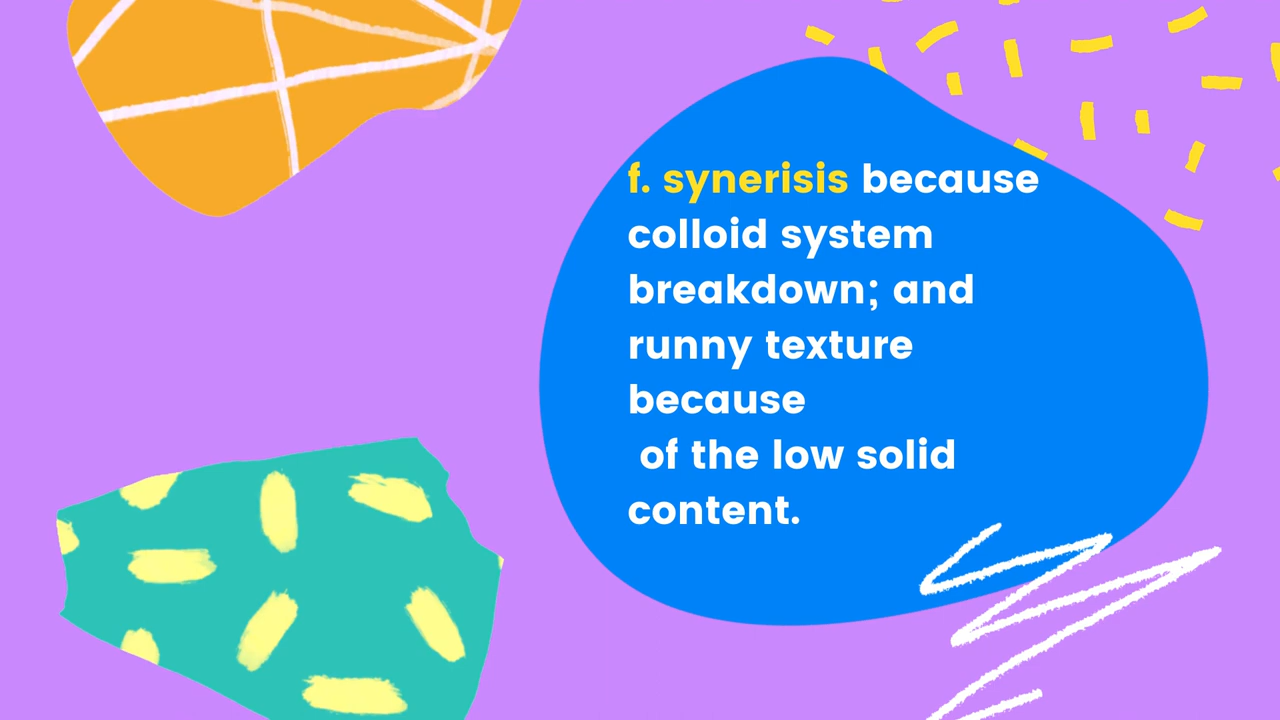 f. synerisis because
colloid system
breakdown; and
runny texture
because
of the low solid
content.